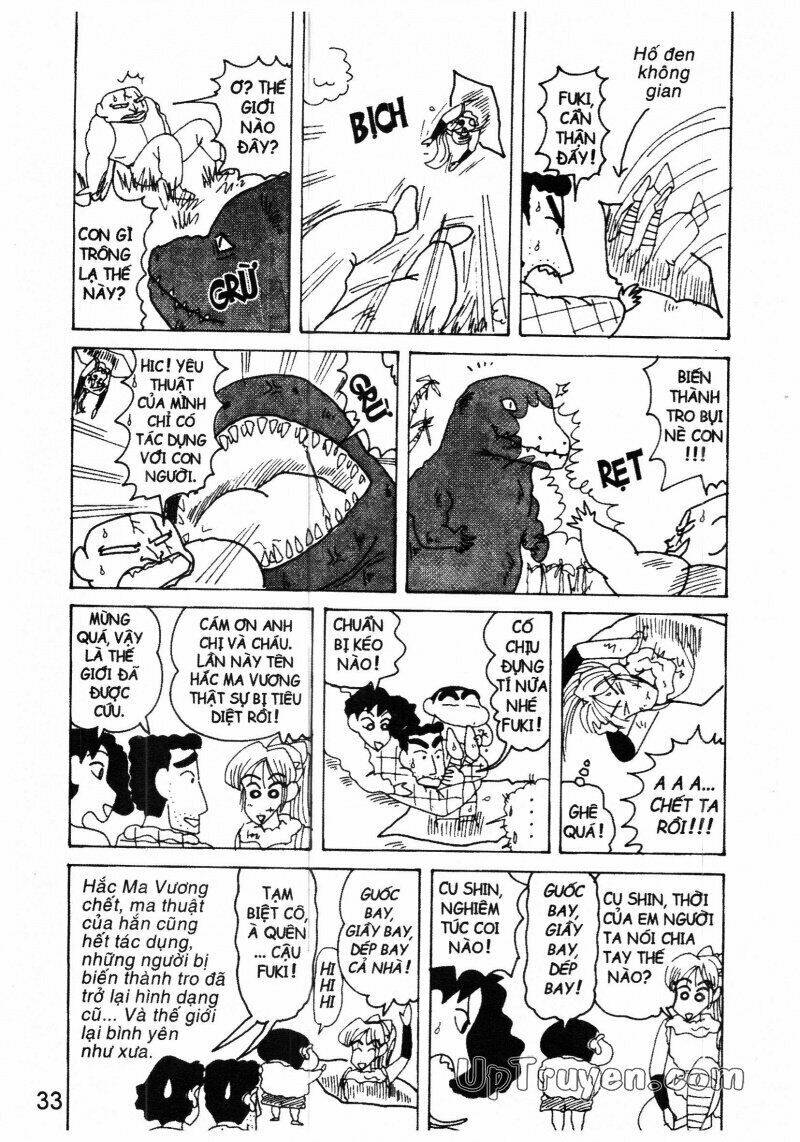 Hố đen
không
gian
FUKI,
CẨN
THẬN
ĐẤY!
BỊCH
Ơ? THẾ
GIỚI
NÀO
ĐÂY?
CON GÌ
TRÔNG
LẠ THẾ
NÀY?
GRỪ
BIẾN
THÀNH
TRO BỤI
NÈ CON
!!!
RẸT
GRỪ
HIC! YÊU
THUẬT
CỦA MÌNH
CHỈ CÓ
TÁC DỤNG
VỚI CON
NGƯỜI.
A A A...
CHẾT TA
RỒI!!!
GHÊ
QUÁ!
CỐ
CHỊU
ĐỰNG
TÍ NỮA
NHÉ
FUKI!
CHUẨN
BỊ KÉO
NÀO!
CÁM ƠN ANH
CHỊ VÀ CHÁU.
LẦN NÀY TÊN
HẮC MA VƯƠNG
THẬT SỰ BỊ TIÊU
DIỆT RỒI!
MỪNG
QUÁ, VẬY
LÀ THẾ
GIỚI ĐÃ
ĐƯỢC
CỨU.
CU SHIN, THỜI
CỦA EM NGƯỜI
TA NÓI CHIA
TAY THẾ
NÀO?
GUỐC
BAY,
GIẦY BAY,
DÉP
BAY!
CU SHIN,
NGHIÊM
TÚC COI
NÀO!
GUỐC
BAY,
GIẦY BAY,
DÉP BAY
CẢ NHÀ!
HI
HI
HI
TẠM
BIỆT CÔ,
À QUÊN
... CẬU
FUKI!
Hắc Ma Vương
chết, ma thuật
của hắn cũng
hết tác dụng,
những người bị
biến thành tro đã
trở lại hình dạng
cũ... Và thế giới
lại bình yên
như xưa.
33
UpTruyen.com